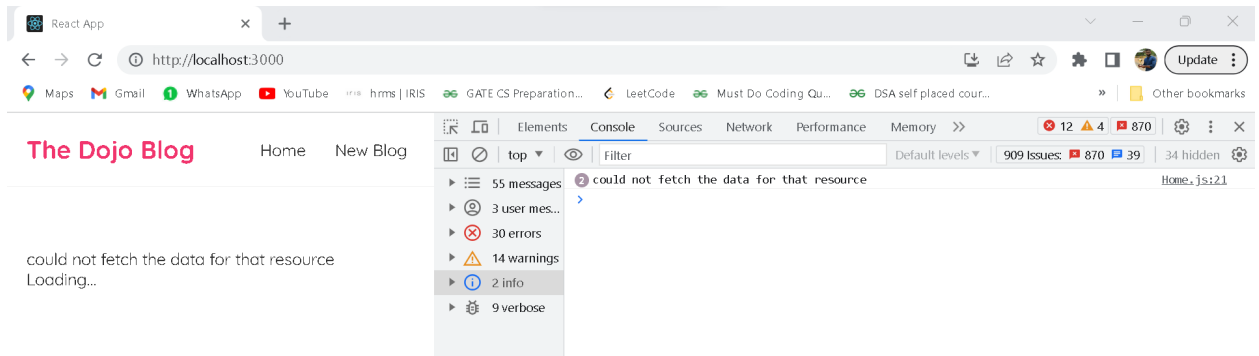 React App
http://localhost:3000
Update
Maps Gmail WhatsApp YouTube hrms | IRIS GATE CS Preparation... LeetCode Must Do Coding Qu... DSA self placed cour... » Other bookmarks
The Dojo Blog Home New Blog
could not fetch the data for that resource
Loading...
Elements Console Sources Network Performance Memory 12 4 870
top Filter Default levels 909 Issues: 870 39 34 hidden
55 messages
3 user mes...
30 errors
14 warnings
2 info
9 verbose
2 could not fetch the data for that resource Home.js:21